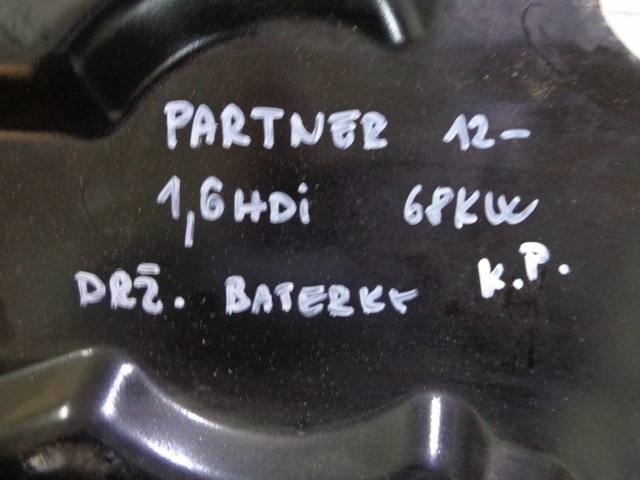 PARTNER 12-
1,6HDi 68KW
DRŽ. BATERKY K.P.